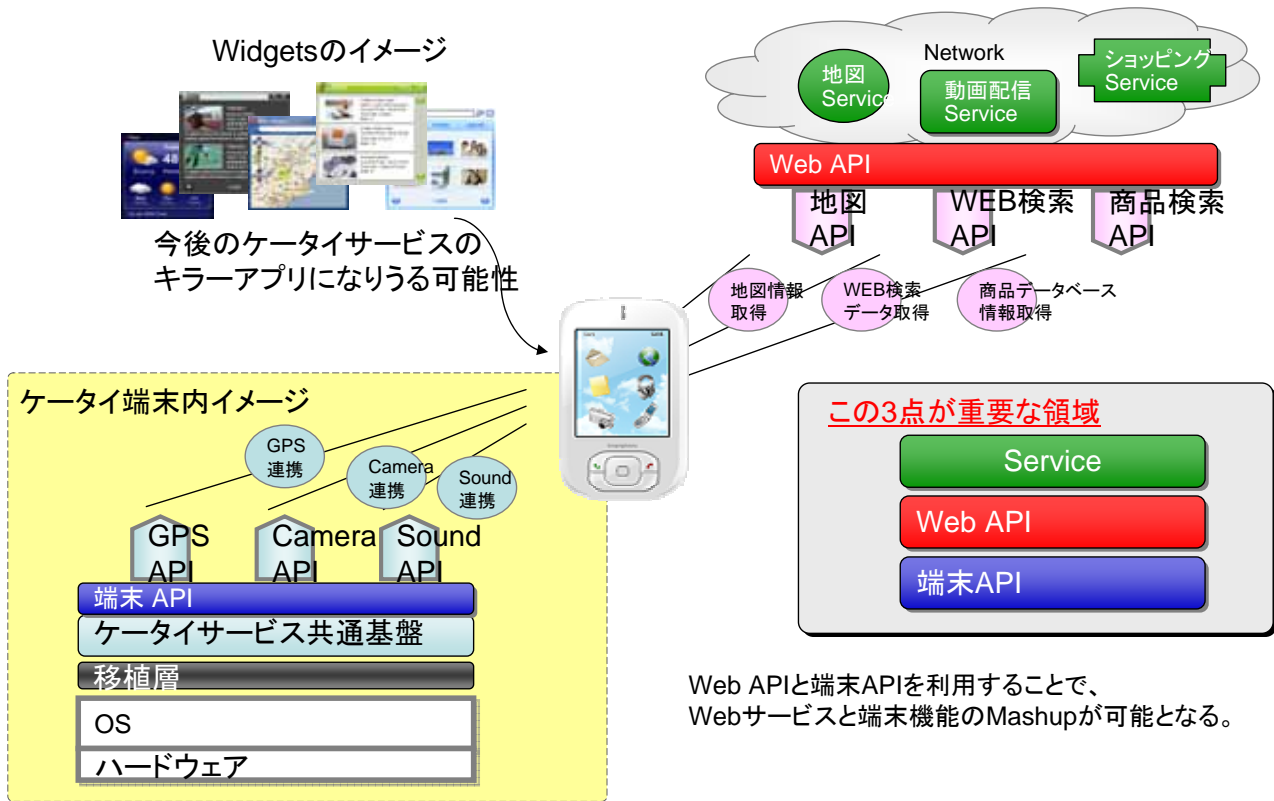 Widgetsのイメージ
今後のケータイサービスの
キラーアプリになりうる可能性
Network
地図
Service
動画配信
Service
ショッピング
Service
Web API
地図
API
WEB検索
API
商品検索
API
地図情報
取得
WEB検索
データ取得
商品データベース
情報取得
ケータイ端末内イメージ
GPS
連携
Camera
連携
Sound
連携
GPS
API
Camera
API
Sound
API
端末 API
ケータイサービス共通基盤
移植層
OS
ハードウェア
この3点が重要な領域
Service
Web API
端末API
Web APIと端末APIを利用することで、
Webサービスと端末機能のMashupが可能となる。